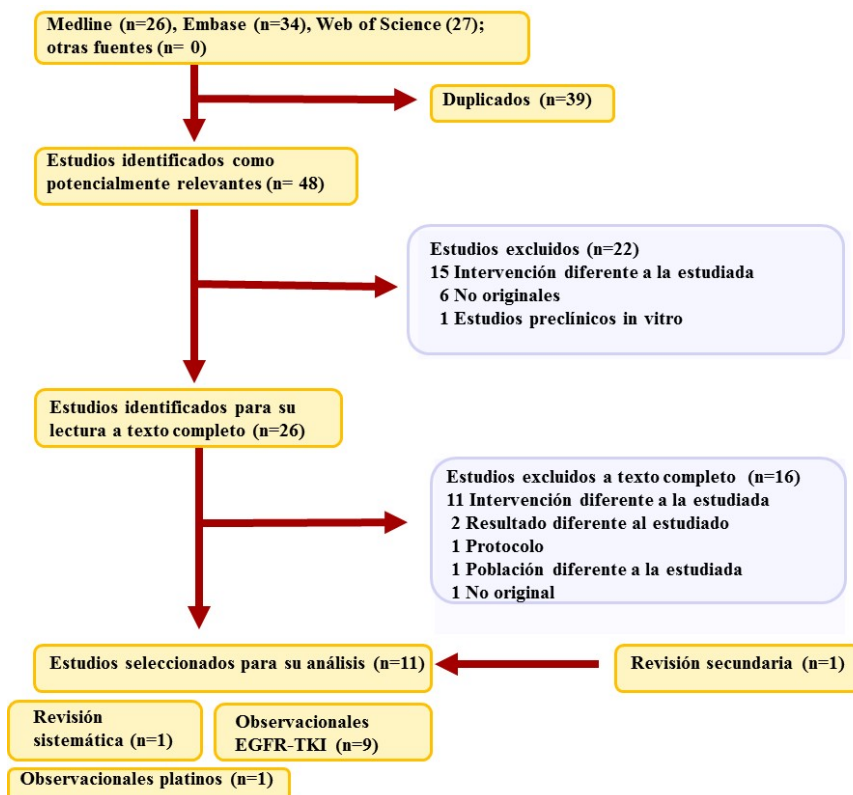 Medline (n=26), Embase (n=34), Web of Science (27);
otras fuentes (n= 0)
Duplicados (n=39)
Estudios identificados como
potencialmente relevantes (n= 48)
Estudios excluidos (n=22)
15 Intervención diferente a la estudiada
6 No originales
1 Estudios preclínicos in vitro
Estudios identificados para su
lectura a texto completo (n=26)
Estudios excluidos a texto completo (n=16)
11 Intervención diferente a la estudiada
2 Resultado diferente al estudiado
1 Protocolo
1 Población diferente a la estudiada
1 No original
Estudios seleccionados para su análisis (n=11)
Revisión secundaria (n=1)
Revisión
sistemática (n=1)
Observacionales
EGFR-TKI (n=9)
Observacionales platinos (n=1)